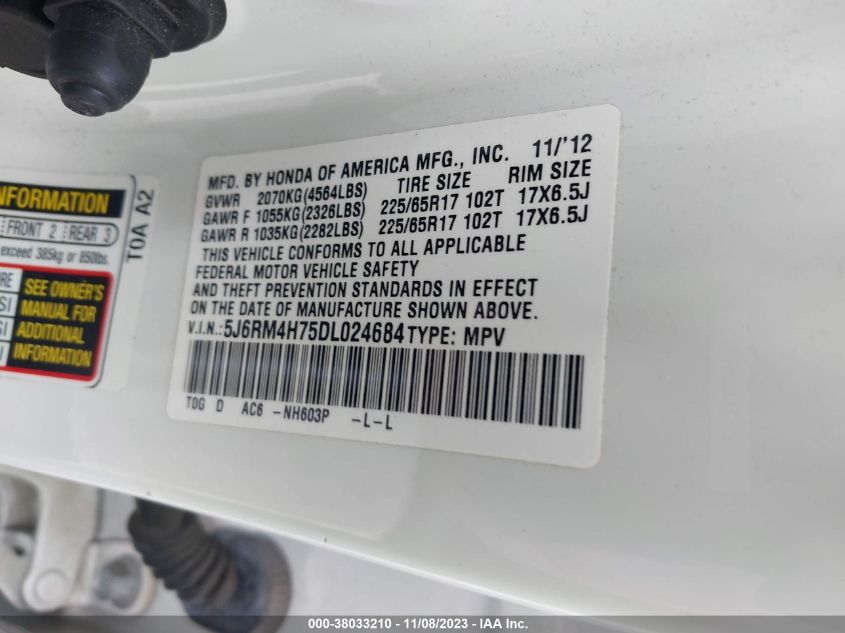 INFORMATION
FRONT 2 REAR 3
exceed 385kg or 850lbs.
SEE OWNER'S
MANUAL FOR
ADDITIONAL
INFORMATION
T0A A2
MFD. BY HONDA OF AMERICA MFG., INC. 11/'12
GVWR 2070KG(4564LBS) TIRE SIZE RIM SIZE
GAWR F 1055KG(2326LBS) 225/65R17 102T 17X6.5J
GAWR R 1035KG(2282LBS) 225/65R17 102T 17X6.5J
THIS VEHICLE CONFORMS TO ALL APPLICABLE
FEDERAL MOTOR VEHICLE SAFETY
AND THEFT PREVENTION STANDARDS IN EFFECT
ON THE DATE OF MANUFACTURE SHOWN ABOVE.
V.I.N.:5J6RM4H75DL024684 TYPE: MPV
T0G D AC6 -NH603P -L-L
000-38033210 - 11/08/2023 - IAA Inc.